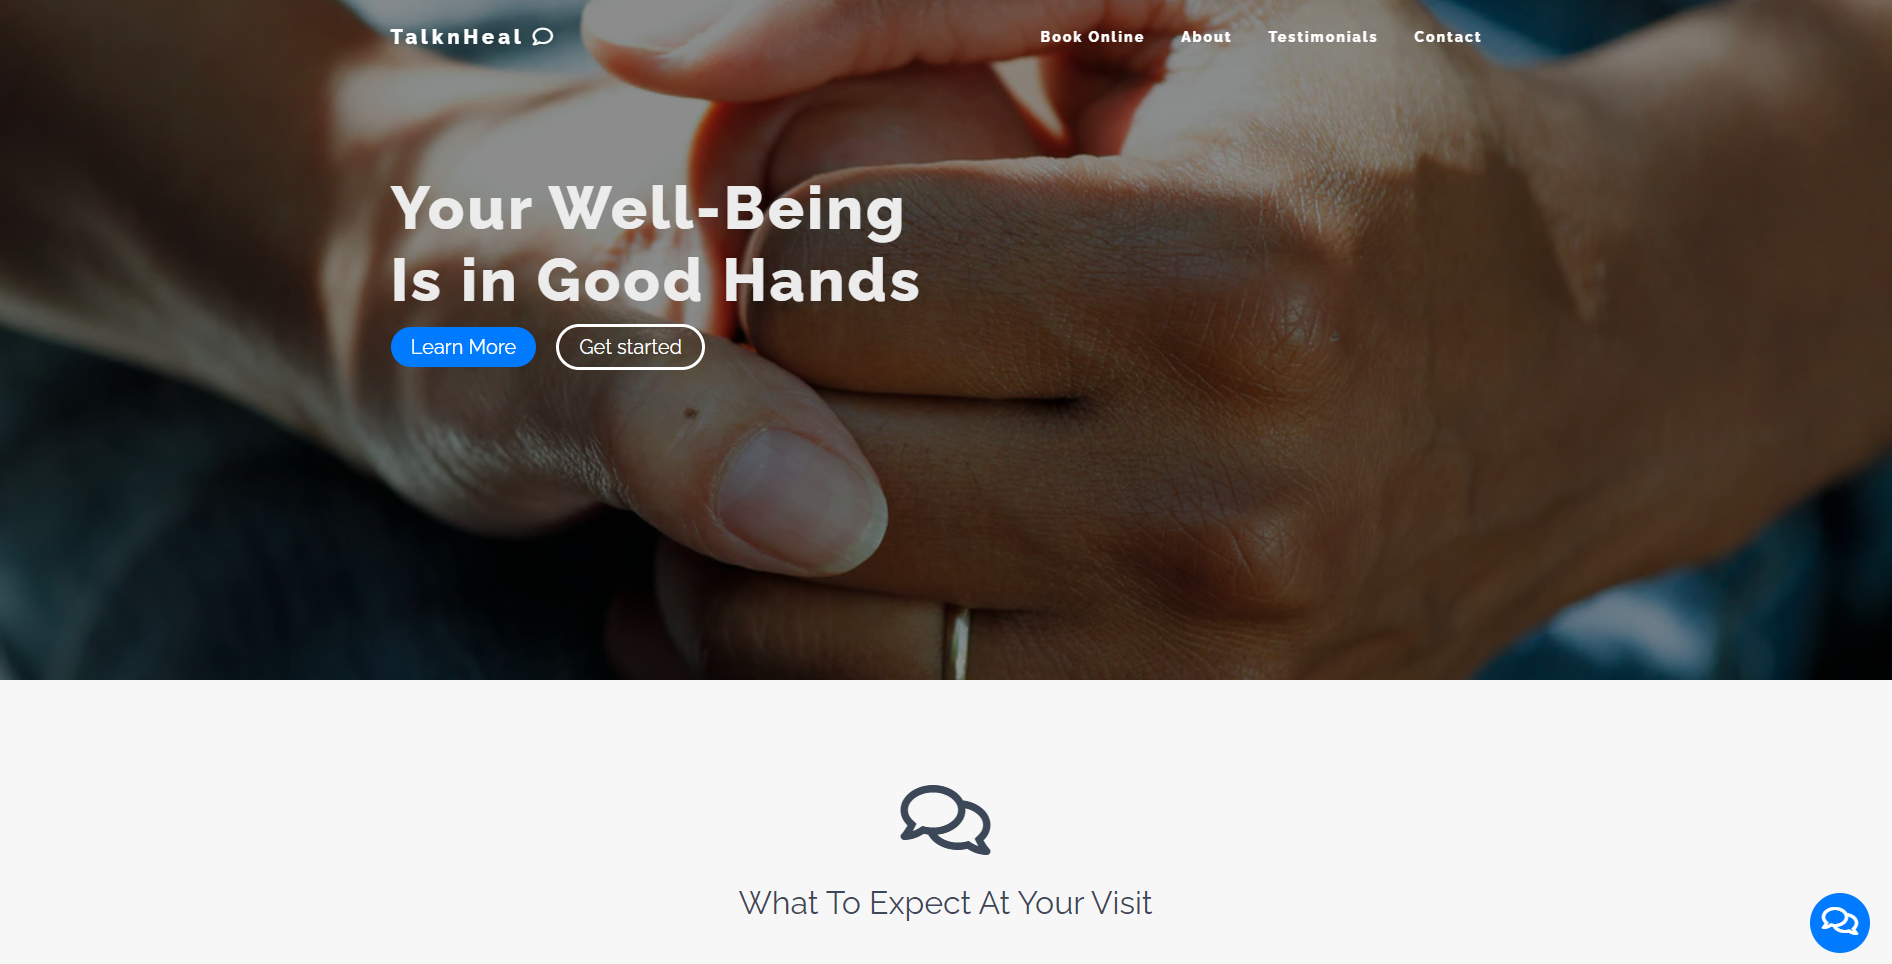 TalknHeal
Book Online
About
Testimonials
Contact
Your Well-Being
Is in Good Hands
Learn More
Get started
What To Expect At Your Visit